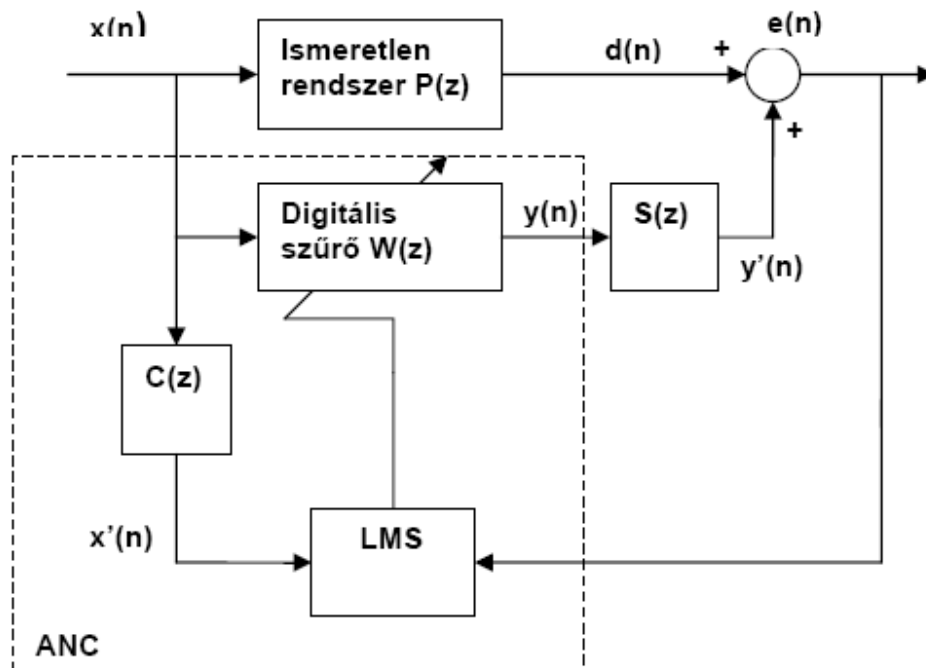 x(n)
Ismeretlen
rendszer P(z)
d(n)
+
e(n)
+
Digitális
szűrő W(z)
y(n)
S(z)
y’(n)
C(z)
x’(n)
LMS
ANC